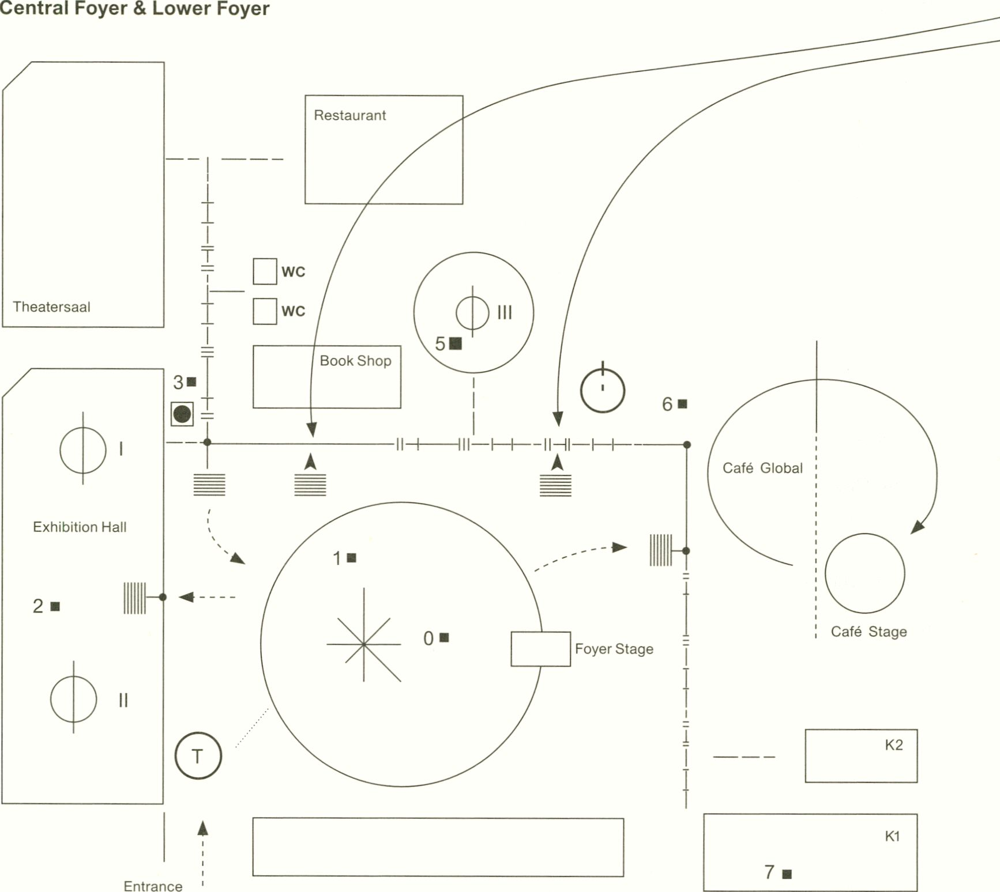 Central Foyer & Lower Foyer
Restaurant
WC
Theatersaal
WC
III
5
Book Shop
3
6
I
Café Global
Exhibition Hall
1
2
0
Café Stage
Foyer Stage
II
T
K2
K1
7
Entrance